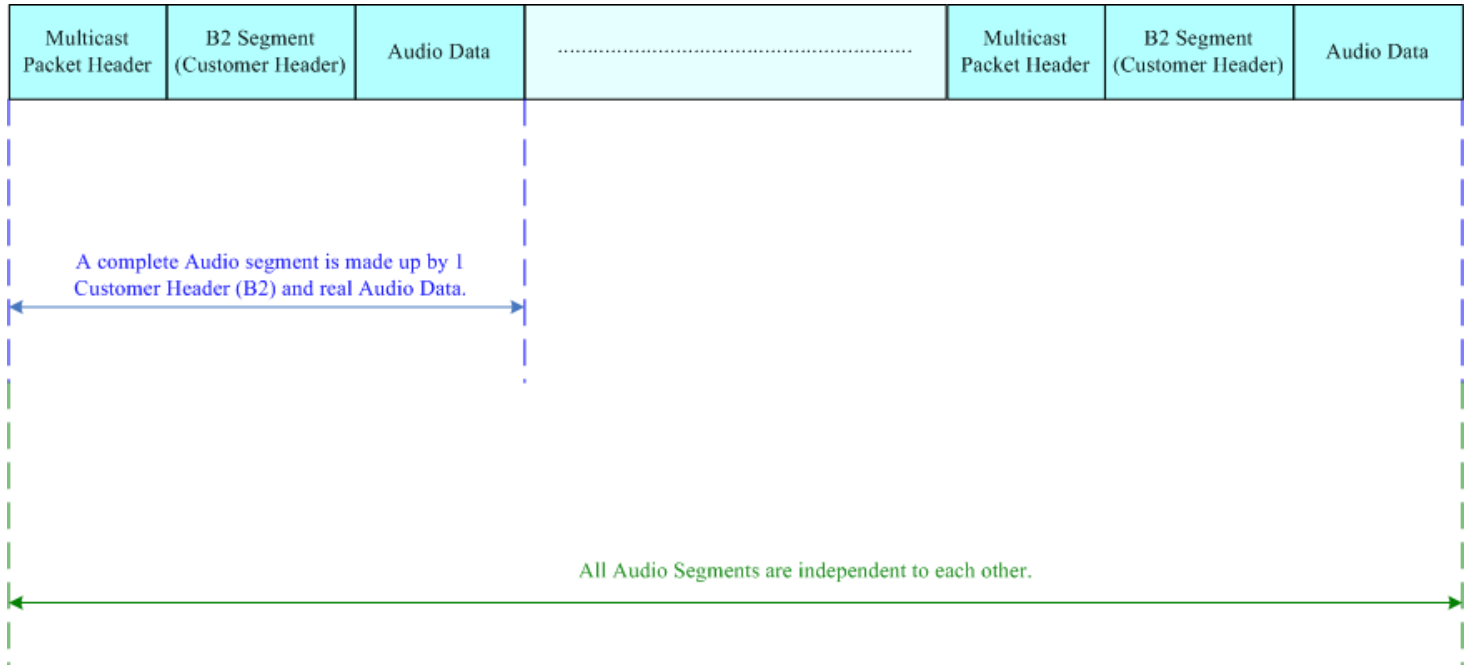 Multicast
Packet Header
B2 Segment
(Customer Header)
Audio Data
............................................................
Multicast
Packet Header
B2 Segment
(Customer Header)
Audio Data
A complete Audio segment is made up by 1
Customer Header (B2) and real Audio Data.
All Audio Segments are independent to each other.